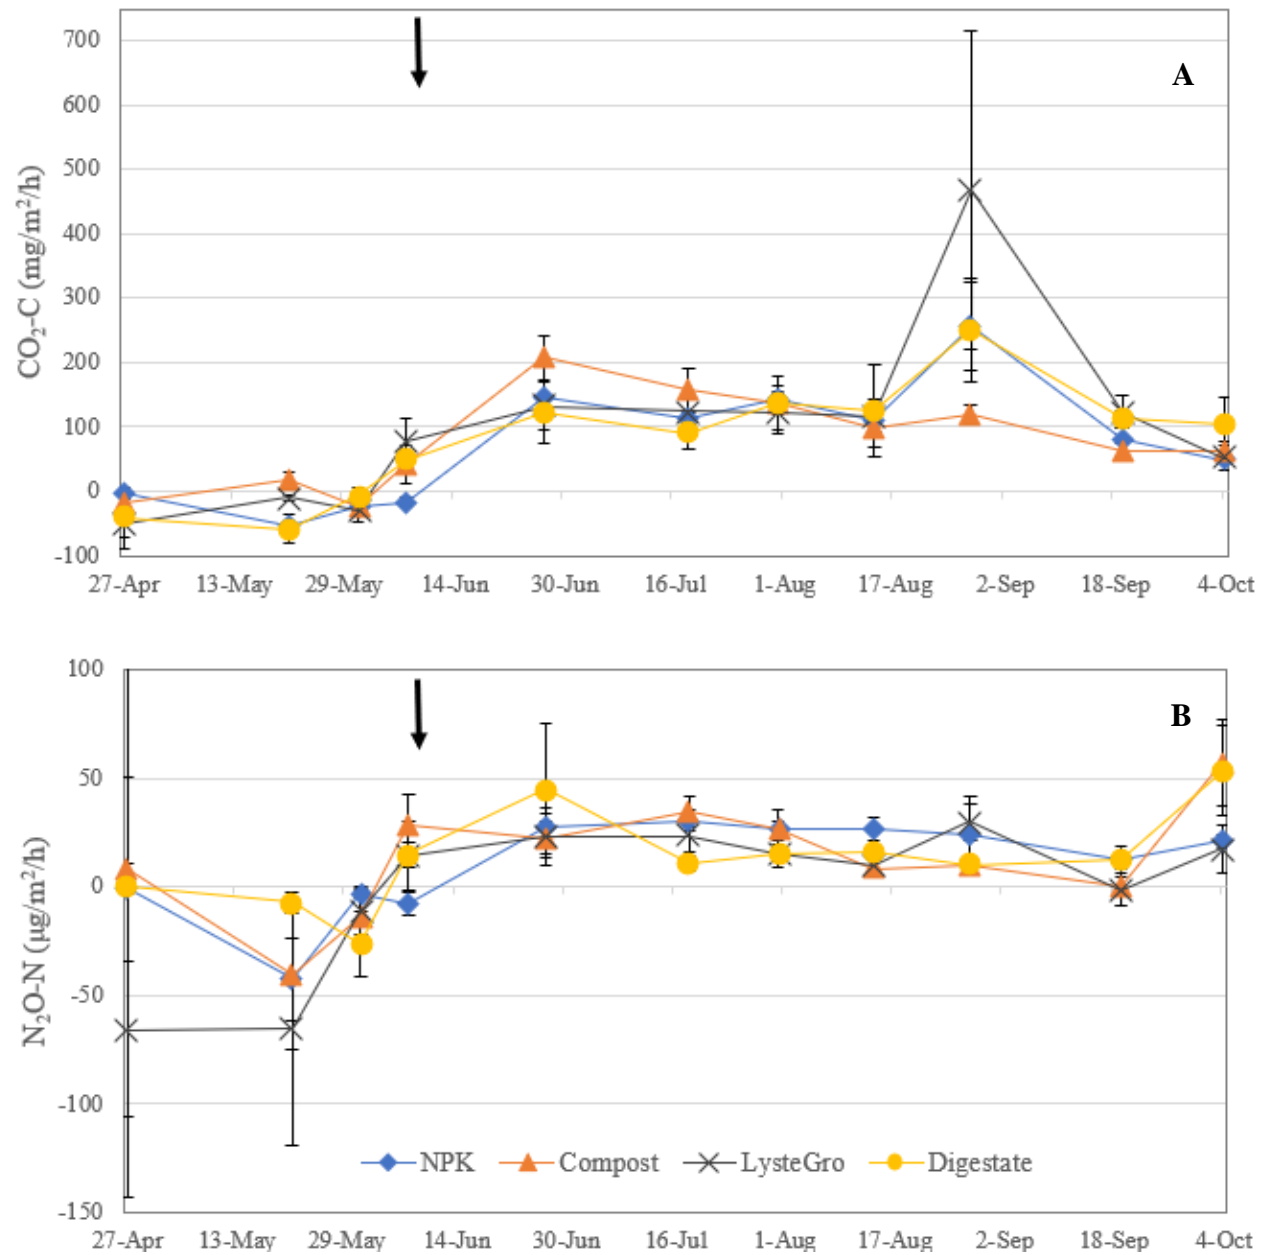 700
A
600
500
400
300
200
100
0
-100
CO₂-C (mg/m²/h)
27-Apr 13-May 29-May 14-Jun 30-Jun 16-Jul 1-Aug 17-Aug 2-Sep 18-Sep 4-Oct
100
B
50
0
-50
-100
-150
N₂O-N (µg/m²/h)
NPK Compost LysteGro Digestate
27-Apr 13-May 29-May 14-Jun 30-Jun 16-Jul 1-Aug 17-Aug 2-Sep 18-Sep 4-Oct